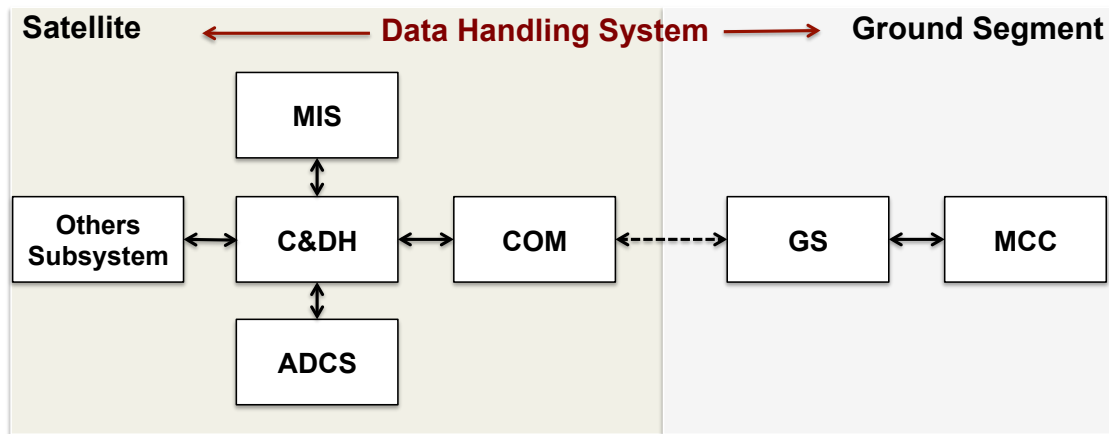 Satellite
Data Handling System
Ground Segment
MIS
Others
Subsystem
C&DH
COM
GS
MCC
ADCS